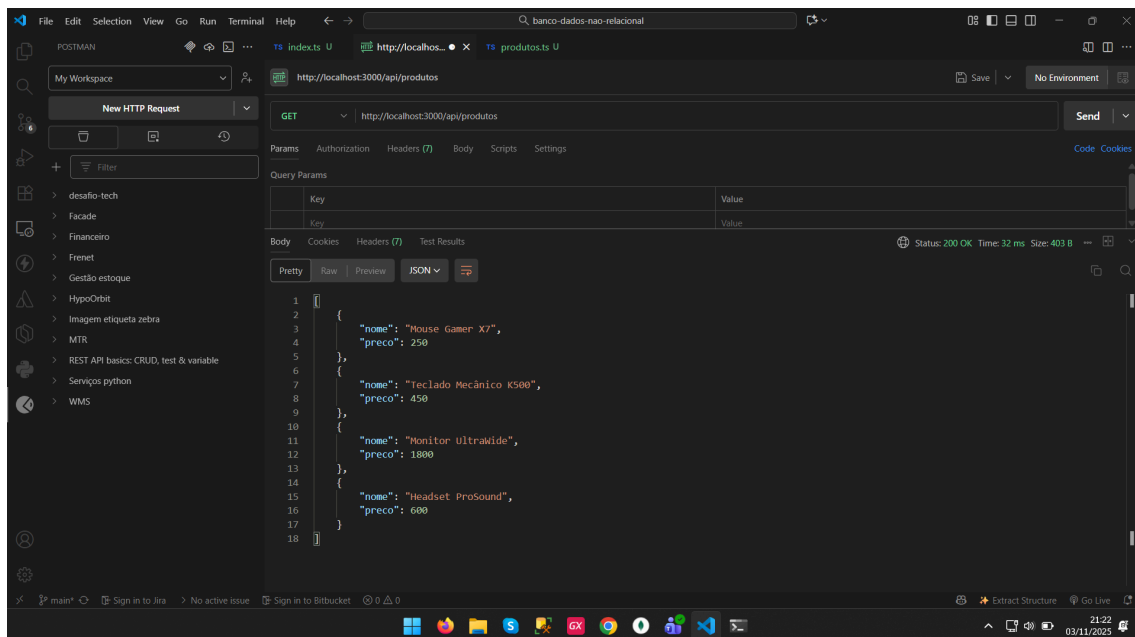 File Edit Selection View Go Run Terminal Help
banco-dados-nao-relacional
POSTMAN
TS index.ts U
HTTP http://localhos...
TS produtos.ts U
My Workspace
New HTTP Request
Filter
desafio-tech
Facade
Financeiro
Frenet
Gestão estoque
HypoOrbit
Imagem etiqueta zebra
MTR
REST API basics: CRUD, test & variable
Serviços python
WMS
6
HTTP http://localhost:3000/api/produtos
Save
No Environment
GET
http://localhost:3000/api/produtos
Send
Params Authorization Headers (7) Body Scripts Settings
Code Cookies
Query Params
Key Value
Key Value
Body Cookies Headers (7) Test Results
Status: 200 OK Time: 32 ms Size: 403 B
Pretty Raw Preview JSON
1 [
2 {
3 "nome": "Mouse Gamer X7",
4 "preco": 250
5 },
6 {
7 "nome": "Teclado Mecânico K500",
8 "preco": 450
9 },
10 {
11 "nome": "Monitor UltraWide",
12 "preco": 1800
13 },
14 {
15 "nome": "Headset ProSound",
16 "preco": 600
17 }
18 ]
main* Sign in to Jira No active issue Sign in to Bitbucket 0 0
Extract Structure Go Live
S GX
21:22
03/11/2025